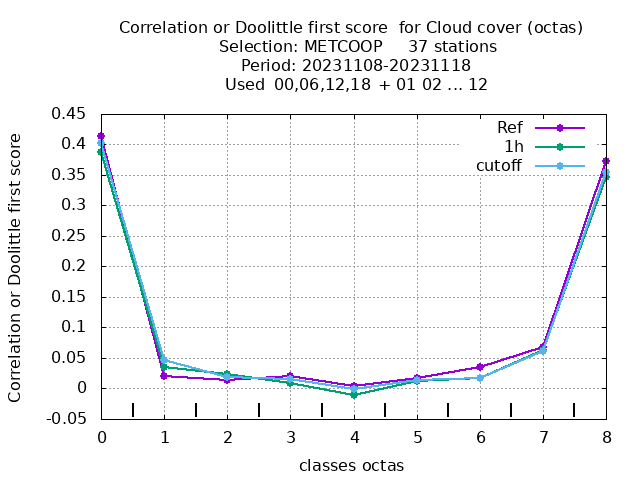 Correlation or Doolittle first score  for Cloud cover (octas)
Selection: METCOOP     37 stations
Period: 20231108-20231118
Used  00,06,12,18  + 01 02 ... 12
Ref
1h
cutoff
0.45
0.4
0.35
0.3
0.25
0.2
0.15
0.1
0.05
0
-0.05
Correlation or Doolittle first score
0 1 2 3 4 5 6 7 8
classes octas